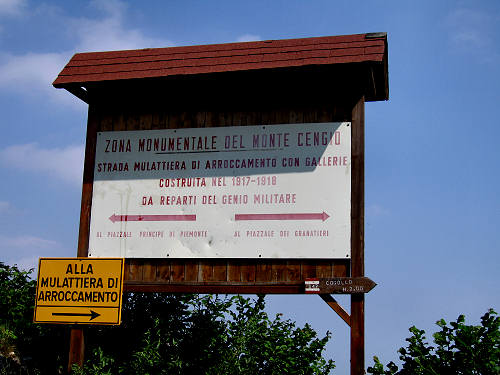 ZONA MONUMENTALE DEL MONTE CENGIO
STRADA MULATTIERA DI ARROCCAMENTO CON GALLERIE
COSTRUITA NEL 1917-1918
DA REPARTI DEL GENIO MILITARE
AL PIAZZALE PRINCIPE DI PIEMONTE
AL PIAZZALE DEI GRANATIERI
ALLA
MULATTIERA DI
ARROCCAMENTO
COGOLLO